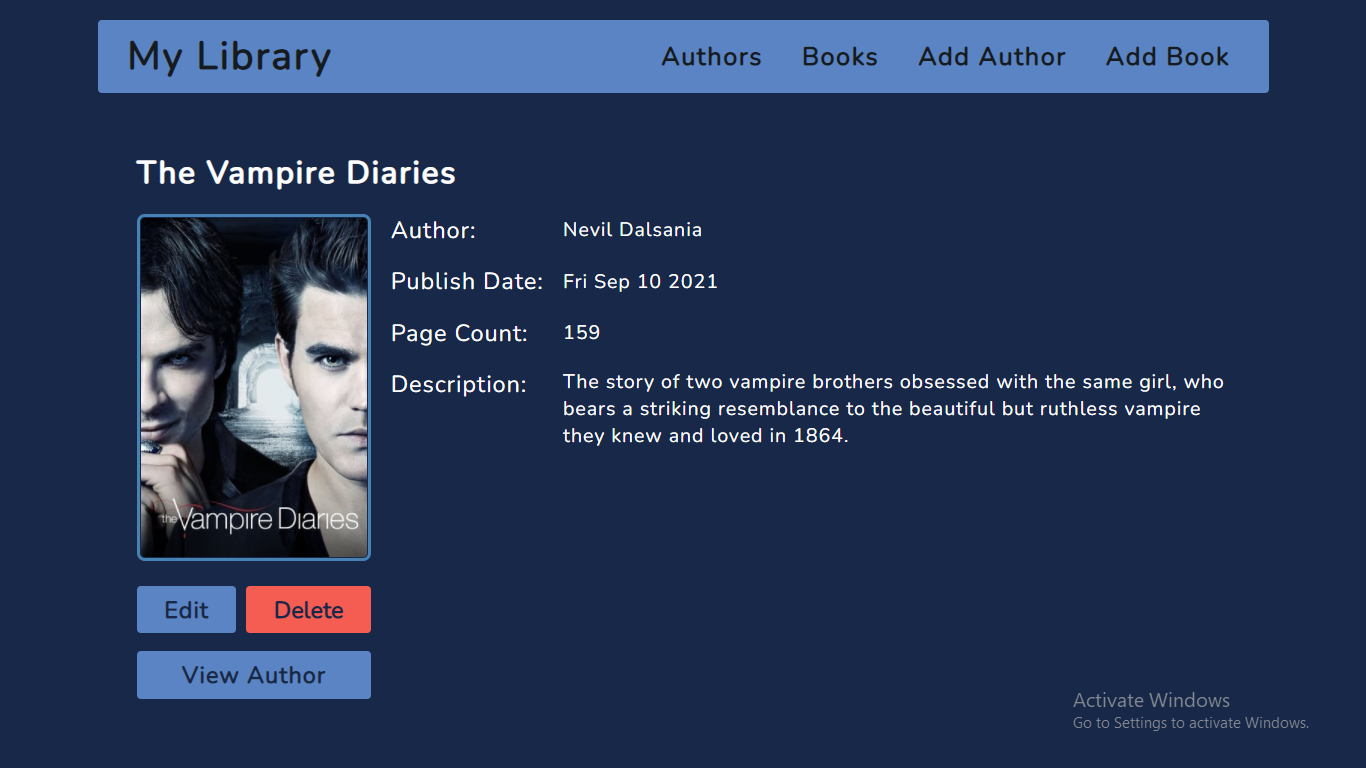 My Library
Authors Books Add Author Add Book
The Vampire Diaries
Author: Nevil Dalsania
Publish Date: Fri Sep 10 2021
Page Count: 159
Description: The story of two vampire brothers obsessed with the same girl, who
bears a striking resemblance to the beautiful but ruthless vampire
they knew and loved in 1864.
the Vampire Diaries
Edit Delete
View Author
Activate Windows
Go to Settings to activate Windows.